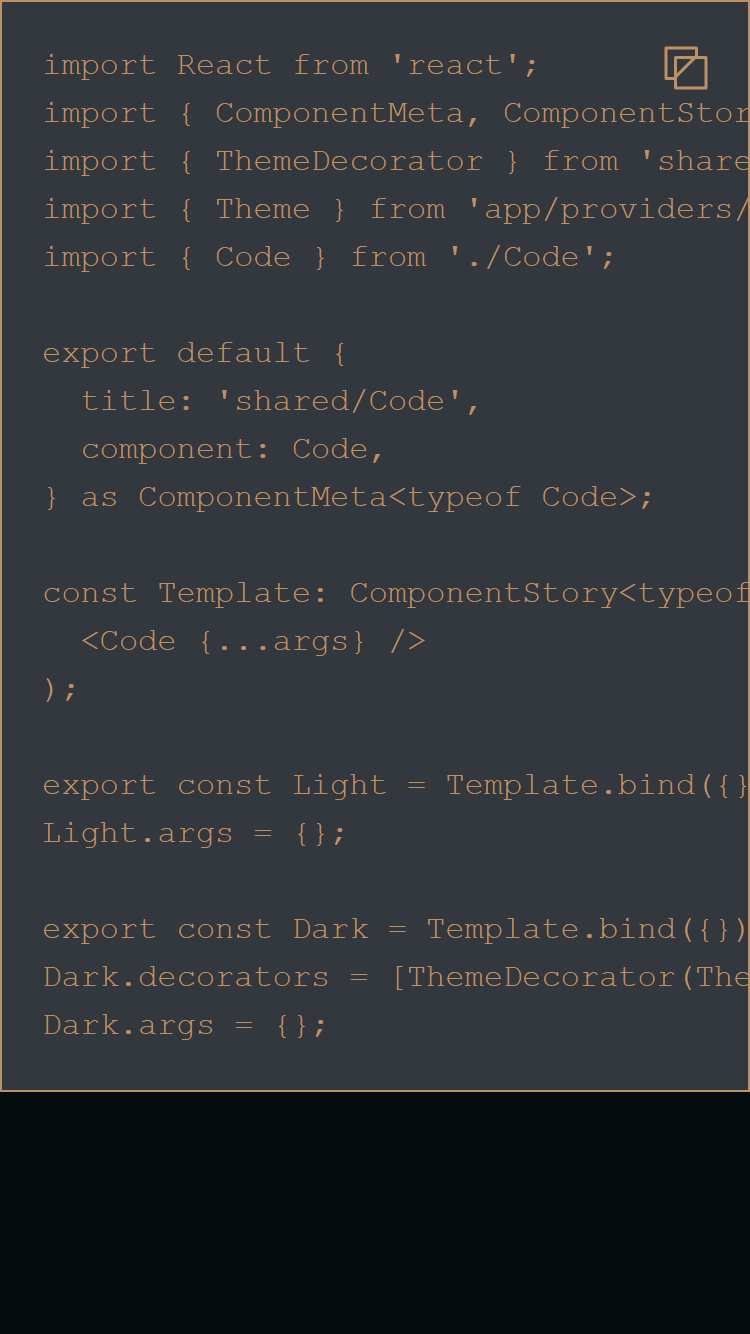 import React from 'react';
import { ComponentMeta, ComponentStor
import { ThemeDecorator } from 'share
import { Theme } from 'app/providers/
import { Code } from './Code';

export default {
  title: 'shared/Code',
  component: Code,
} as ComponentMeta<typeof Code>;

const Template: ComponentStory<typeof
  <Code {...args} />
);

export const Light = Template.bind({}
Light.args = {};

export const Dark = Template.bind({})
Dark.decorators = [ThemeDecorator(The
Dark.args = {};